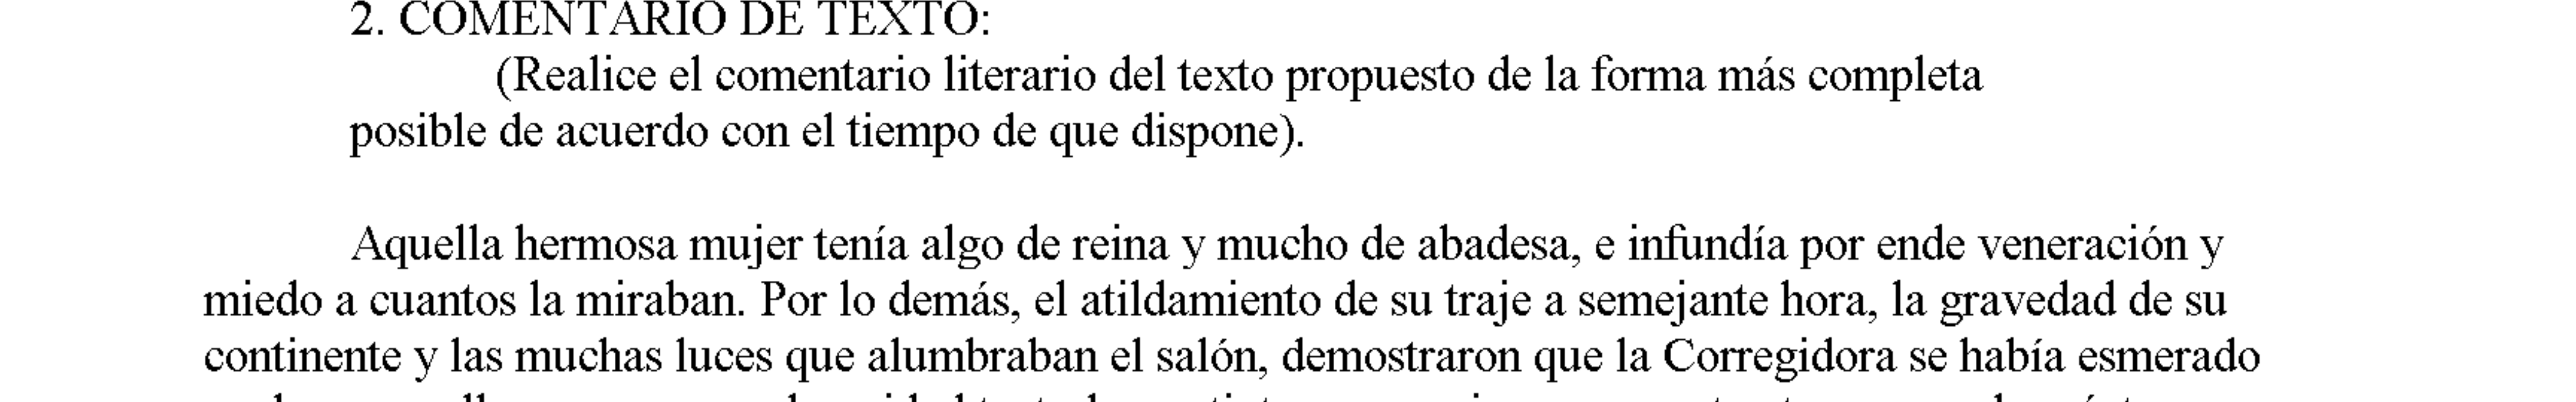 2. COMENTARIO DE TEXTO:
(Realice el comentario literario del texto propuesto de la forma más completa
posible de acuerdo con el tiempo de que dispone).
Aquella hermosa mujer tenía algo de reina y mucho de abadesa, e infundía por ende veneración y
miedo a cuantos la miraban. Por lo demás, el atildamiento de su traje a semejante hora, la gravedad de su
continente y las muchas luces que alumbraban el salón, demostraron que la Corregidora se había esmerado